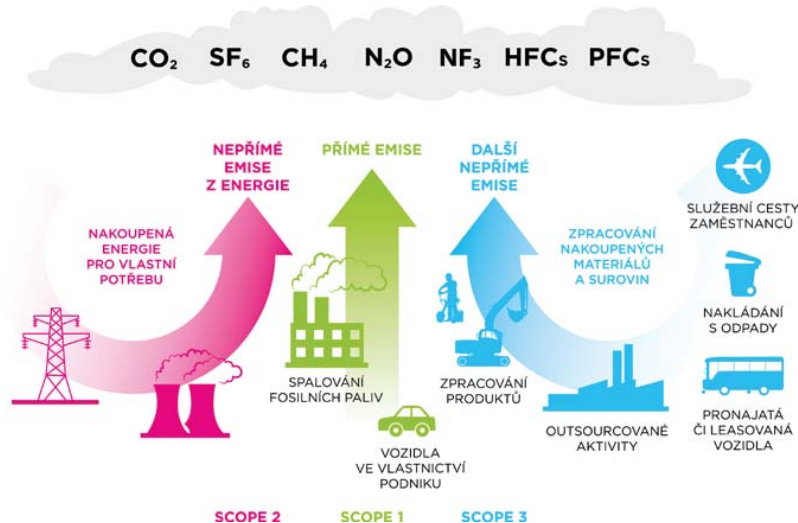 CO₂ SF₆ CH₄ N₂O NF₃ HFCs PFCs
NEPŘÍMÉ
EMISE
Z ENERGIE
PŘÍMÉ EMISE
DALŠÍ
NEPŘÍMÉ
EMISE
NAKOUPENÁ
ENERGIE
PRO VLASTNÍ
POTŘEBU
ZPRACOVÁNÍ
NAKOUPENÝCH
MATERIÁLŮ
A SUROVIN
SLUŽEBNÍ CESTY
ZAMĚSTNANCŮ
NAKLÁDÁNÍ
S ODPADY
SPALOVÁNÍ
FOSILNÍCH PALIV
ZPRACOVÁNÍ
PRODUKTŮ
OUTSOURCOVANÉ
AKTIVITY
PRONAJATÁ
ČI LEASOVANÁ
VOZIDLA
VOZIDLA
VE VLASTNICTVÍ
PODNIKU
SCOPE 2 SCOPE 1 SCOPE 3